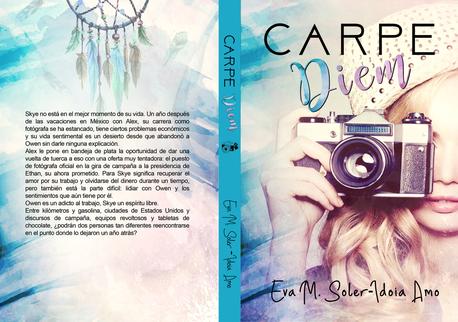 Skye no está en el mejor momento de su vida. Un año después
de las vacaciones en México con Alex, su carrera como
fotógrafa se ha estancado, tiene ciertos problemas económicos
y su vida sentimental es un desierto desde que abandonó a
Owen sin darle ninguna explicación.
Alex le pone en bandeja de plata la oportunidad de dar una
vuelta de tuerca a eso con una oferta muy tentadora: el puesto
de fotógrafa oficial en la gira de campaña a la presidencia de
Ethan, su ahora prometido. Para Skye significa recuperar el
amor por su trabajo y olvidarse del dinero durante un tiempo,
pero también está la parte difícil: lidiar con Owen y los
sentimientos que aún tiene por él.
Owen es un adicto al trabajo, Skye un espíritu libre.
Entre kilómetros y gasolina, ciudades de Estados Unidos y
discursos de campaña, equipos revoltosos y tabletas de
chocolate, ¿podrán dos personas tan diferentes reencontrarse
en el punto donde lo dejaron un año atrás?
CARPE Diem
Eva M. Soler-Idoia Amo
CARPE
Diem
Eva M. Soler-Idoia Amo